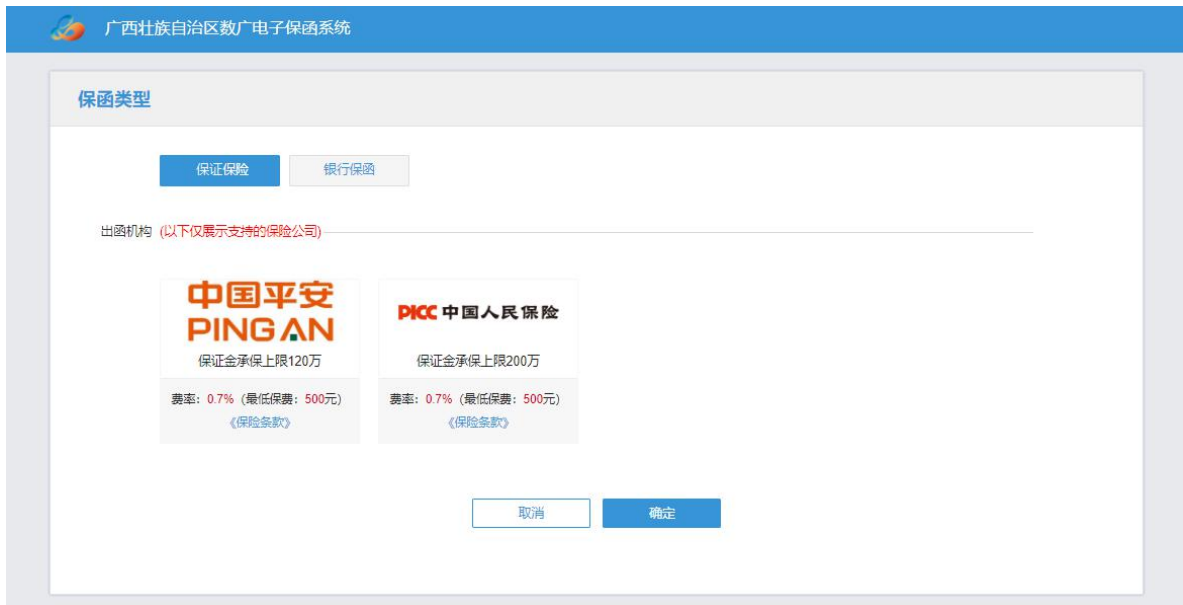 广西壮族自治区数广电子保函系统
保函类型
保证保险 银行保函
出函机构 (以下仅展示支持的保险公司)
中国平安
PING AN
PICC 中国人民保险
保证金承保上限120万 保证金承保上限200万
费率：0.7%（最低保费：500元） 费率：0.7%（最低保费：500元）
《保险条款》 《保险条款》
取消 确定